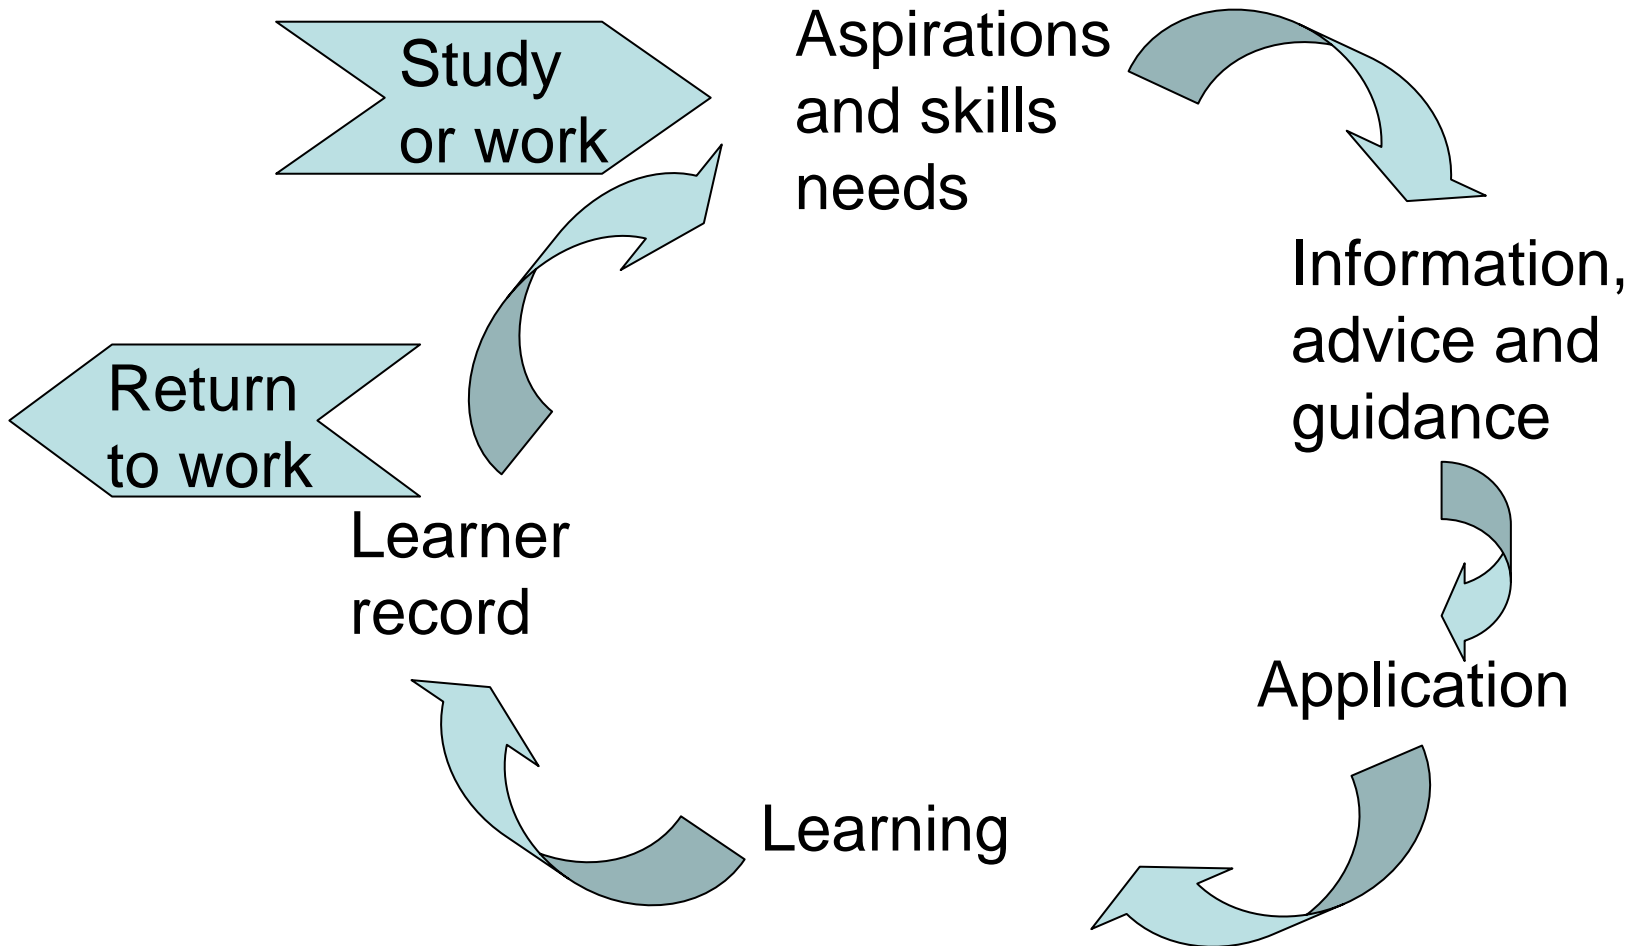 Study
or work
Aspirations
and skills
needs
Information,
advice and
guidance
Return
to work
Learner
record
Application
Learning